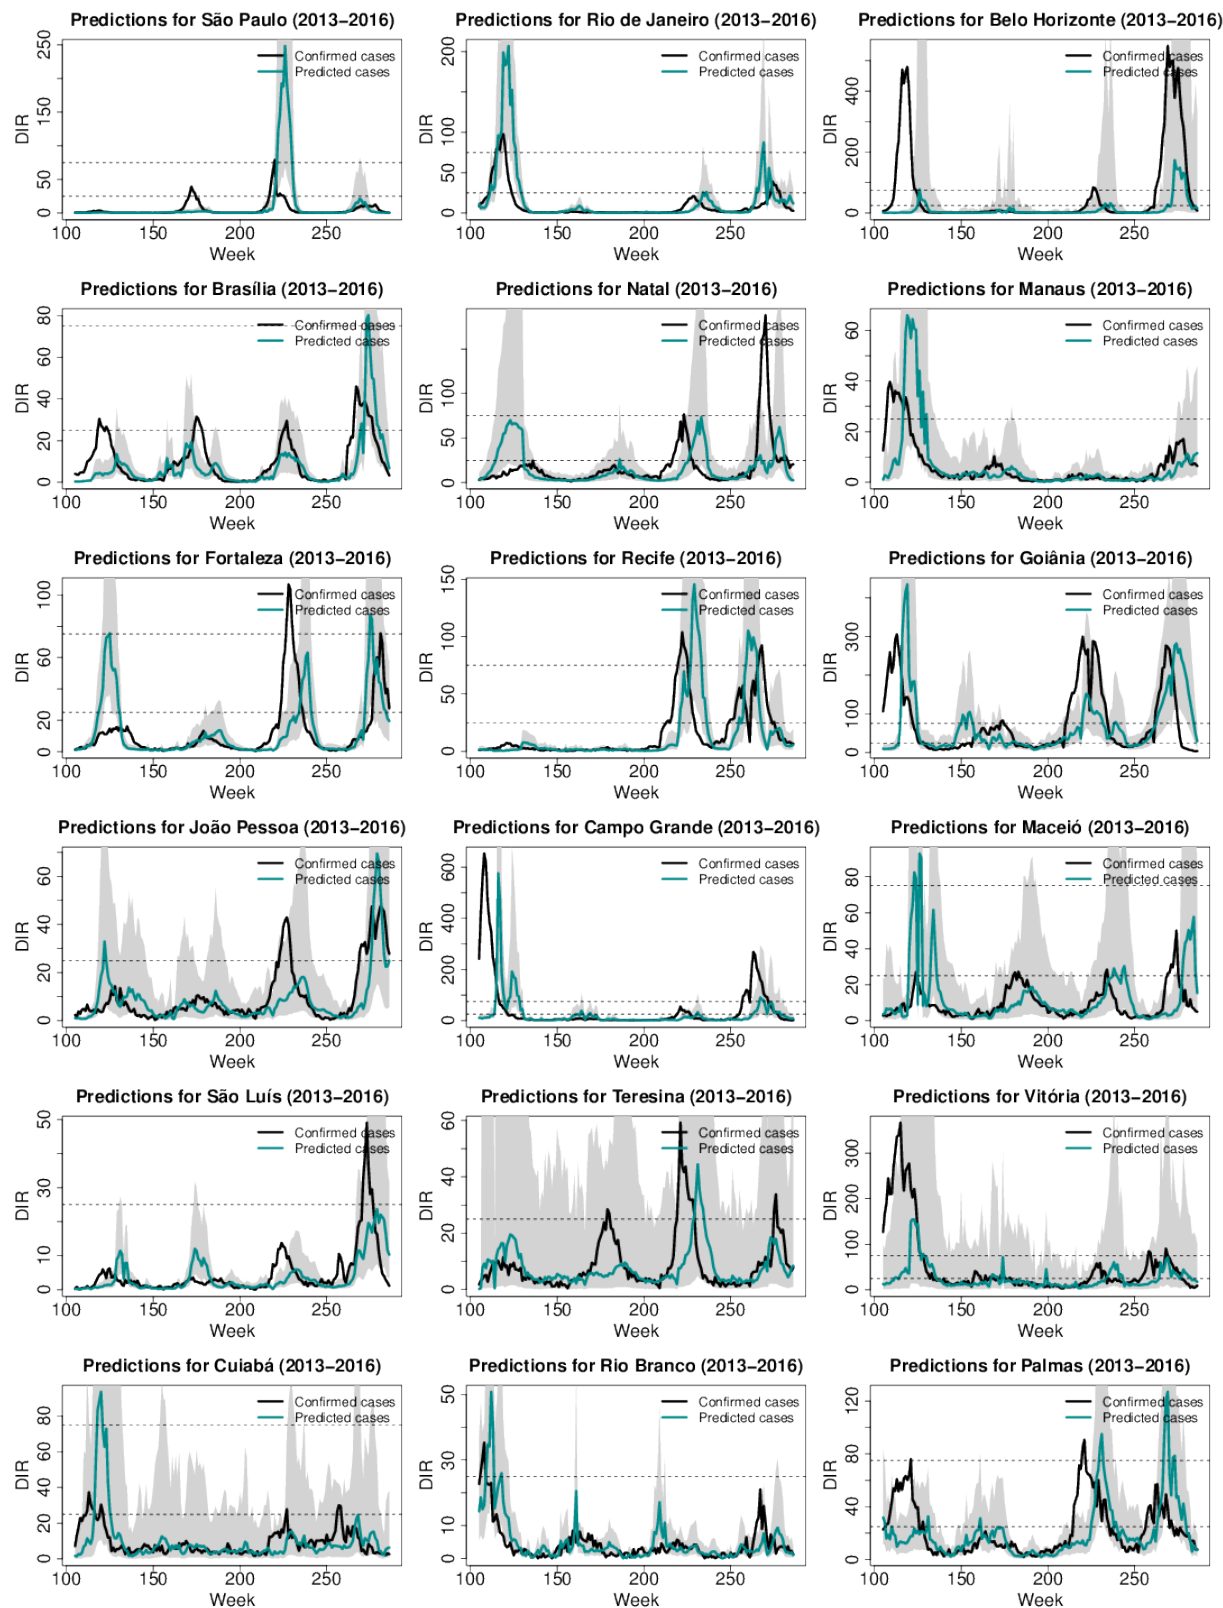 Predictions for São Paulo (2013−2016)
Confirmed cases
Predicted cases
DIR
0 50 150 250
100 150 200 250
Week
Predictions for Rio de Janeiro (2013−2016)
Confirmed cases
Predicted cases
DIR
0 50 100 200
100 150 200 250
Week
Predictions for Belo Horizonte (2013−2016)
Confirmed cases
Predicted cases
DIR
0 200 400
100 150 200 250
Week
Predictions for Brasília (2013−2016)
Confirmed cases
Predicted cases
DIR
0 20 40 60 80
100 150 200 250
Week
Predictions for Natal (2013−2016)
Confirmed cases
Predicted cases
DIR
0 50 100
100 150 200 250
Week
Predictions for Manaus (2013−2016)
Confirmed cases
Predicted cases
DIR
0 20 40 60
100 150 200 250
Week
Predictions for Fortaleza (2013−2016)
Confirmed cases
Predicted cases
DIR
0 20 60 100
100 150 200 250
Week
Predictions for Recife (2013−2016)
Confirmed cases
Predicted cases
DIR
0 50 100 150
100 150 200 250
Week
Predictions for Goiânia (2013−2016)
Confirmed cases
Predicted cases
DIR
0 100 300
100 150 200 250
Week
Predictions for João Pessoa (2013−2016)
Confirmed cases
Predicted cases
DIR
0 20 40 60
100 150 200 250
Week
Predictions for Campo Grande (2013−2016)
Confirmed cases
Predicted cases
DIR
0 200 400 600
100 150 200 250
Week
Predictions for Maceió (2013−2016)
Confirmed cases
Predicted cases
DIR
0 20 40 60 80
100 150 200 250
Week
Predictions for São Luís (2013−2016)
Confirmed cases
Predicted cases
DIR
0 10 30 50
100 150 200 250
Week
Predictions for Teresina (2013−2016)
Confirmed cases
Predicted cases
DIR
0 20 40 60
100 150 200 250
Week
Predictions for Vitória (2013−2016)
Confirmed cases
Predicted cases
DIR
0 100 200 300
100 150 200 250
Week
Predictions for Cuiabá (2013−2016)
Confirmed cases
Predicted cases
DIR
0 20 40 60 80
100 150 200 250
Week
Predictions for Rio Branco (2013−2016)
Confirmed cases
Predicted cases
DIR
0 10 30 50
100 150 200 250
Week
Predictions for Palmas (2013−2016)
Confirmed cases
Predicted cases
DIR
0 40 80 120
100 150 200 250
Week